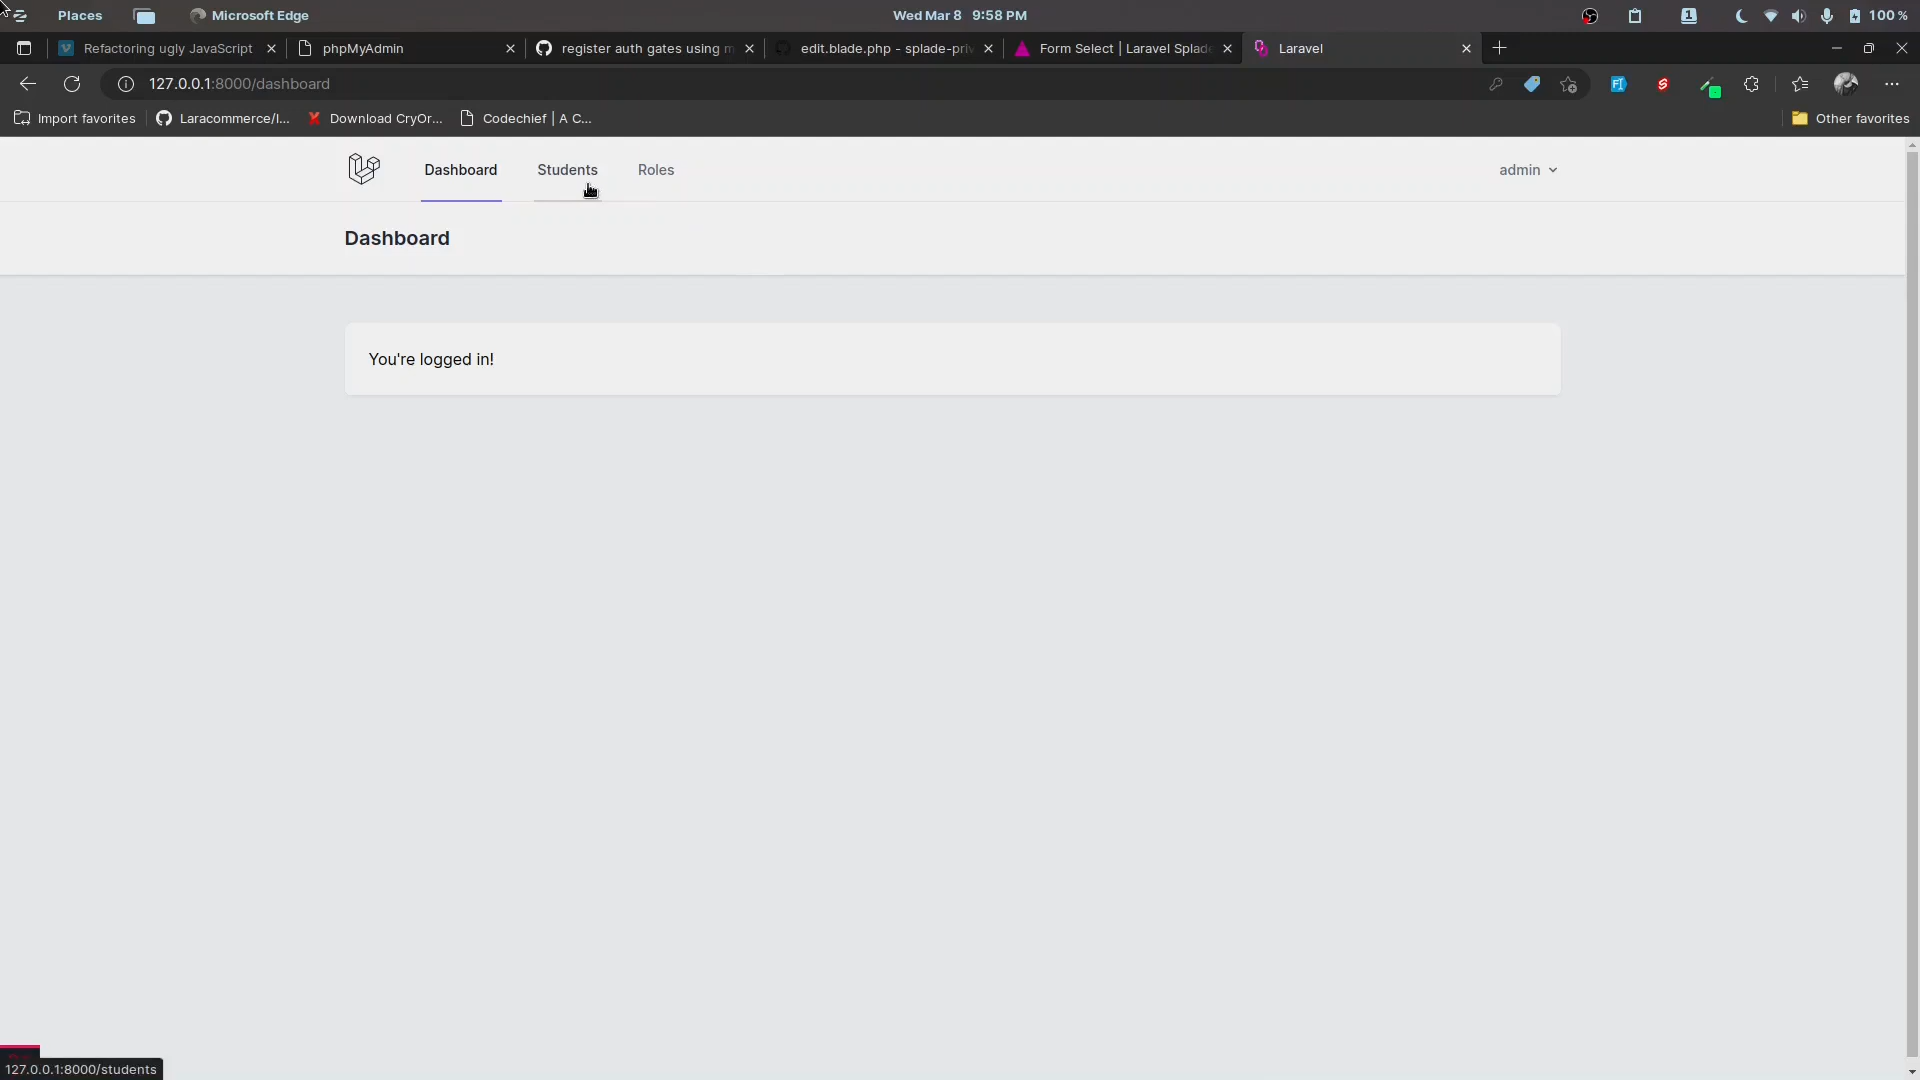 Places Microsoft Edge Wed Mar 8 9:58 PM 1 100 %
Refactoring ugly JavaScript phpMyAdmin register auth gates using edit.blade.php - splade- Form Select | Laravel Splade Laravel
127.0.0.1:8000/dashboard
Import favorites Laracommerce/l... Download CryOr... Codechief | A C... Other favorites
Dashboard Students Roles admin
Dashboard
You're logged in!
127.0.0.1:8000/students